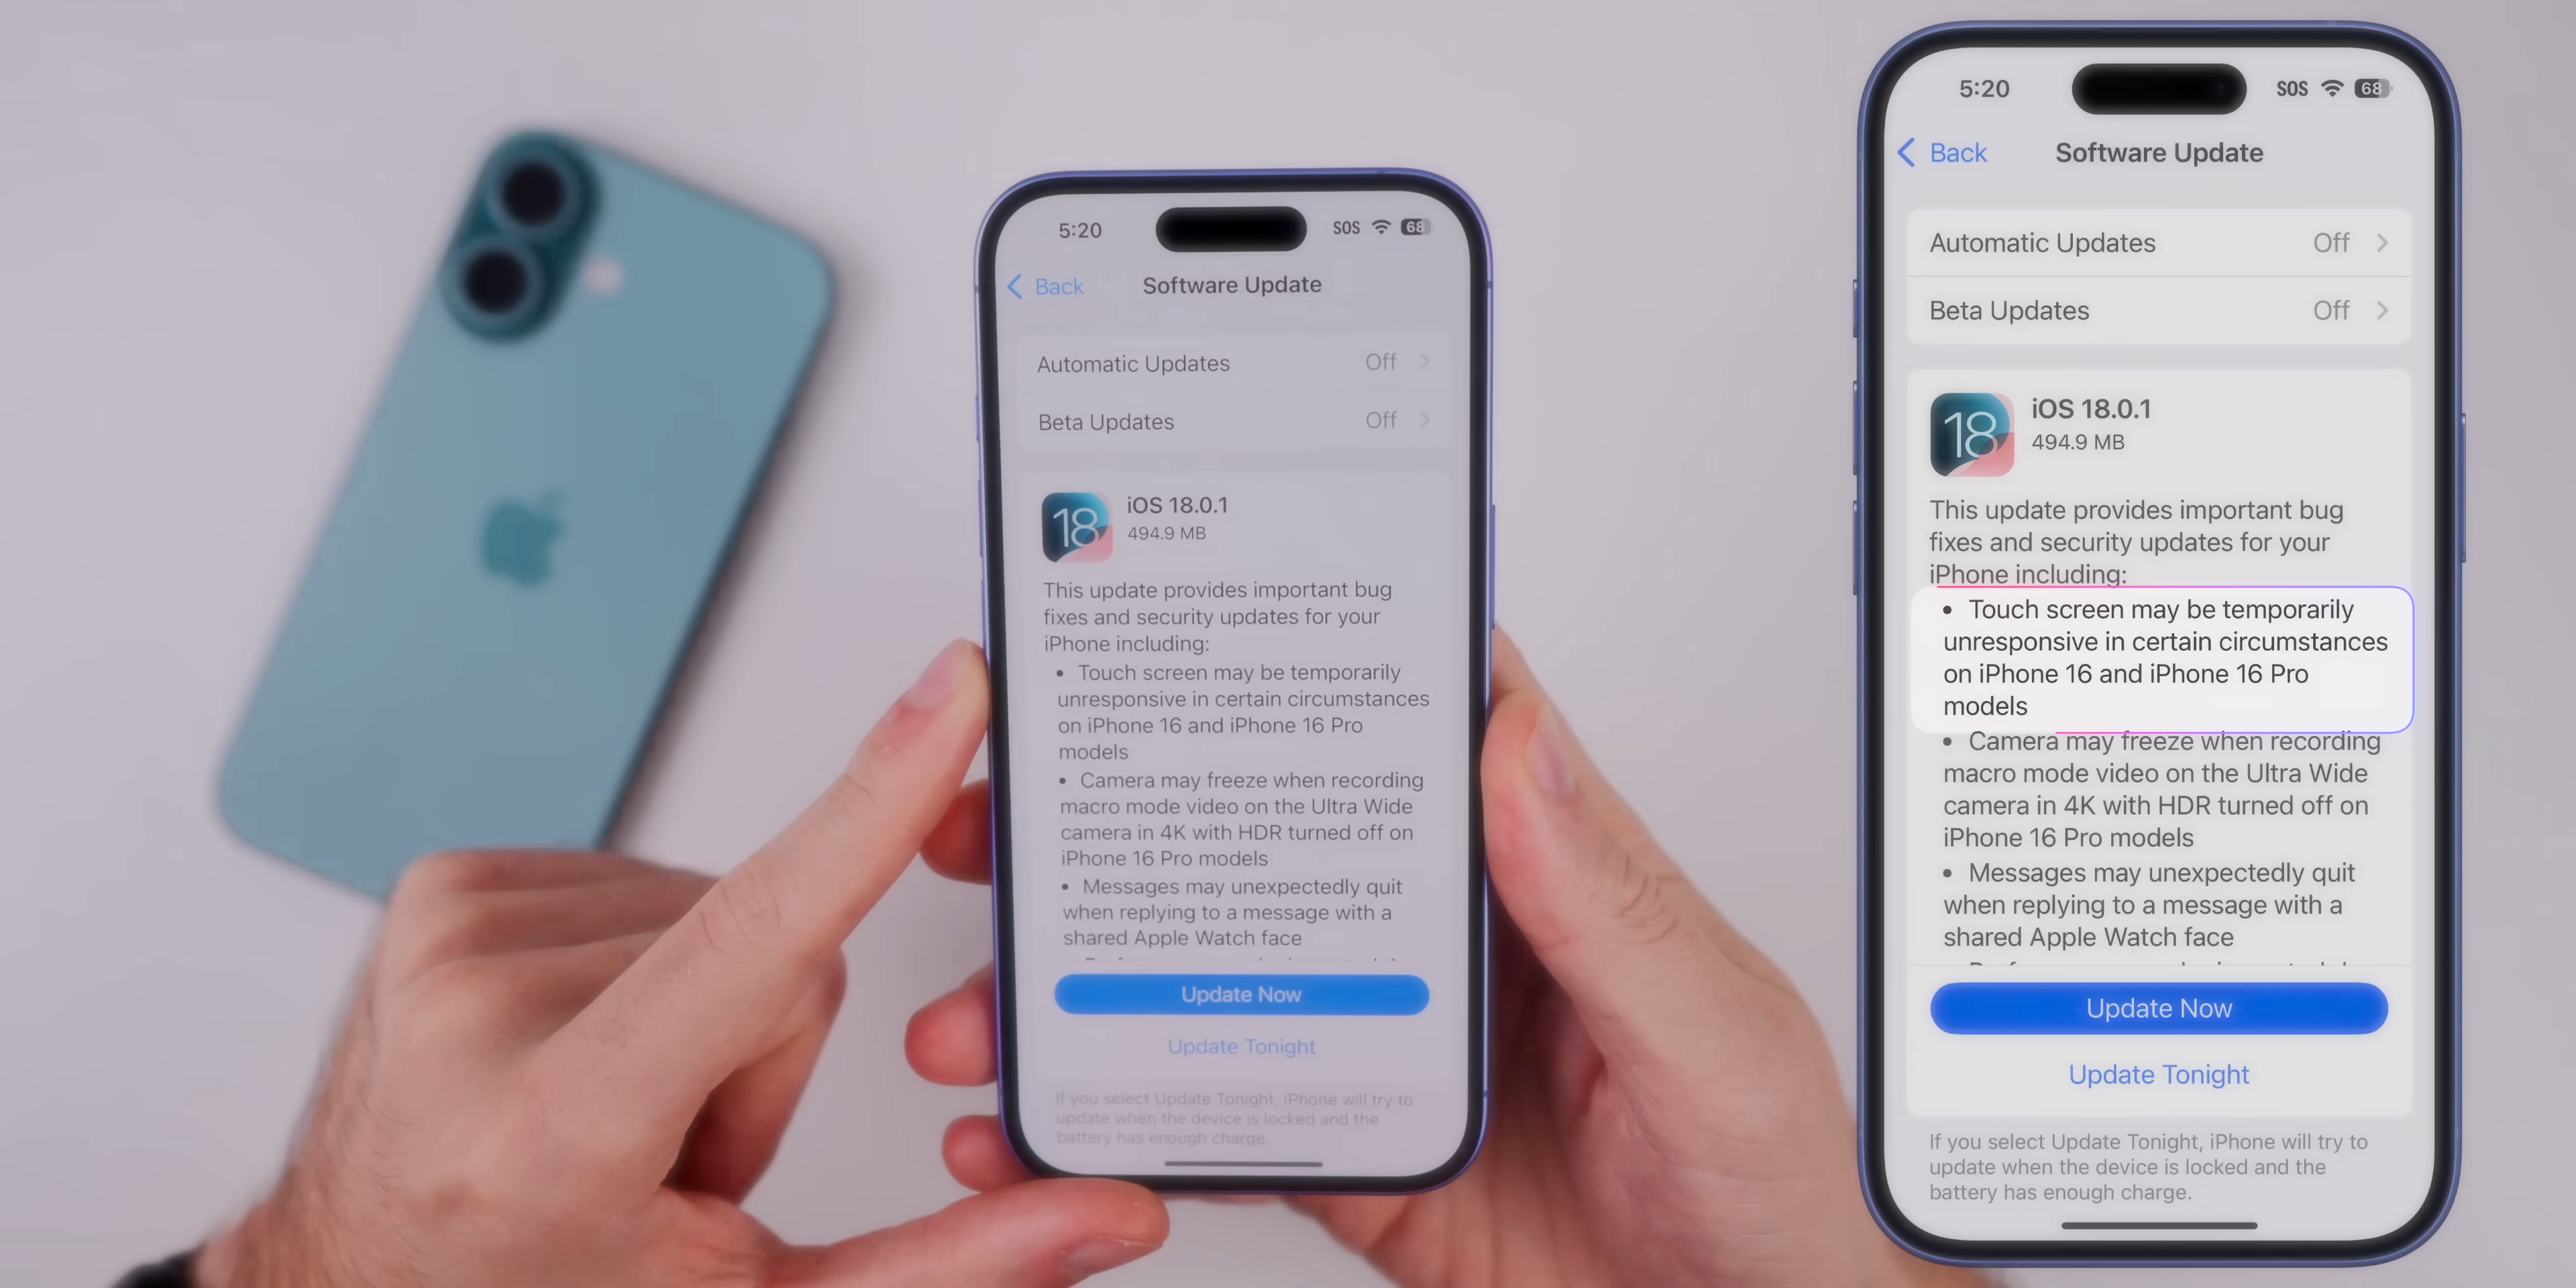 5:20
SOS
68
Back
Software Update
Automatic Updates Off
Beta Updates Off
18
iOS 18.0.1
494.9 MB
This update provides important bug
fixes and security updates for your
iPhone including:
• Touch screen may be temporarily
unresponsive in certain circumstances
on iPhone 16 and iPhone 16 Pro
models
• Camera may freeze when recording
macro mode video on the Ultra Wide
camera in 4K with HDR turned off on
iPhone 16 Pro models
• Messages may unexpectedly quit
when replying to a message with a
shared Apple Watch face
Update Now
Update Tonight
If you select Update Tonight, iPhone will try to
update when the device is locked and the
battery has enough charge.
5:20
SOS
68
Back
Software Update
Automatic Updates Off
Beta Updates Off
18
iOS 18.0.1
494.9 MB
This update provides important bug
fixes and security updates for your
iPhone including:
• Touch screen may be temporarily
unresponsive in certain circumstances
on iPhone 16 and iPhone 16 Pro
models
• Camera may freeze when recording
macro mode video on the Ultra Wide
camera in 4K with HDR turned off on
iPhone 16 Pro models
• Messages may unexpectedly quit
when replying to a message with a
shared Apple Watch face
Update Now
Update Tonight
If you select Update Tonight, iPhone will try to
update when the device is locked and the
battery has enough charge.